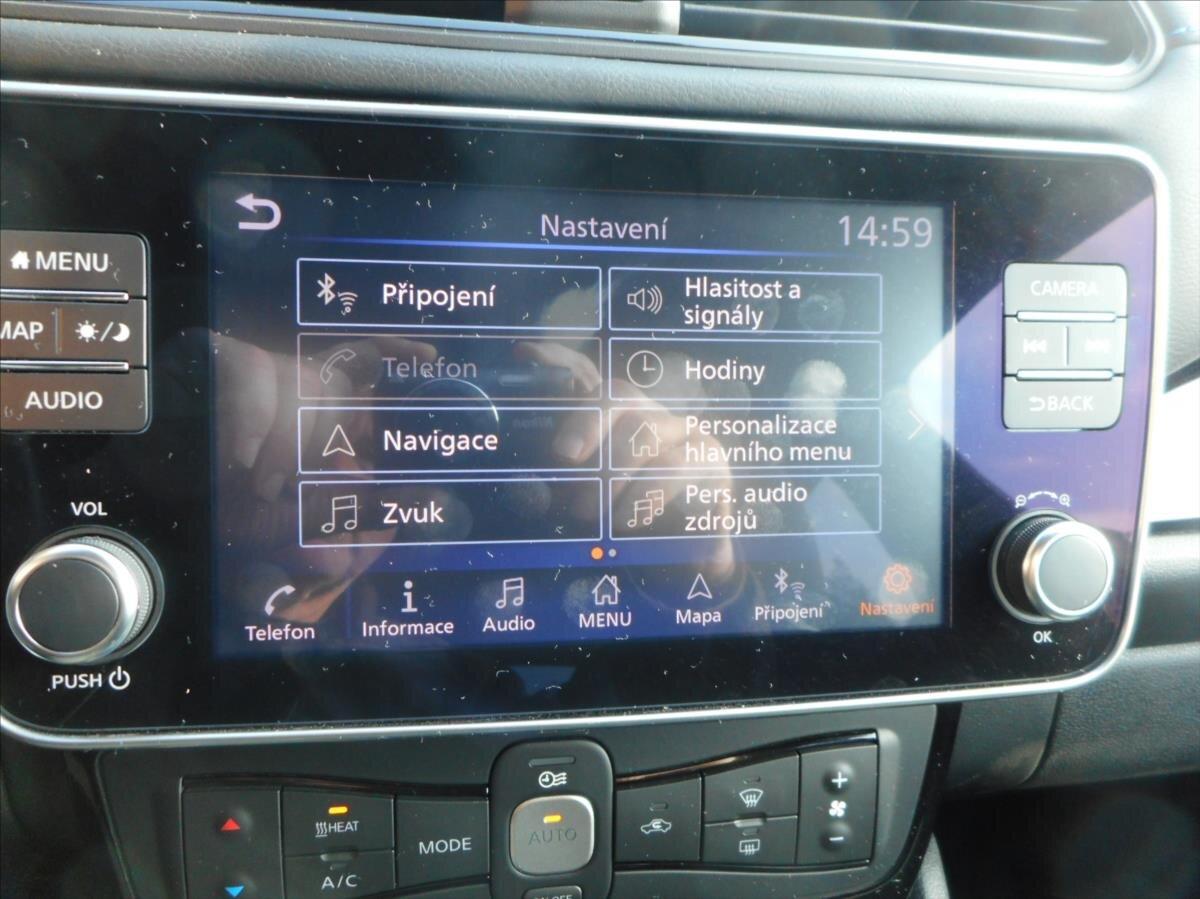 Nastavení
14:59
MENU
MAP
AUDIO
Připojení
Hlasitost a
signály
Telefon
Hodiny
Navigace
Personalizace
hlavního menu
Zvuk
Pers. audio
zdrojů
Telefon
Informace
Audio
MENU
Mapa
Připojení
Nastavení
CAMERA
BACK
VOL
PUSH
OK
HEAT
A/C
MODE
AUTO